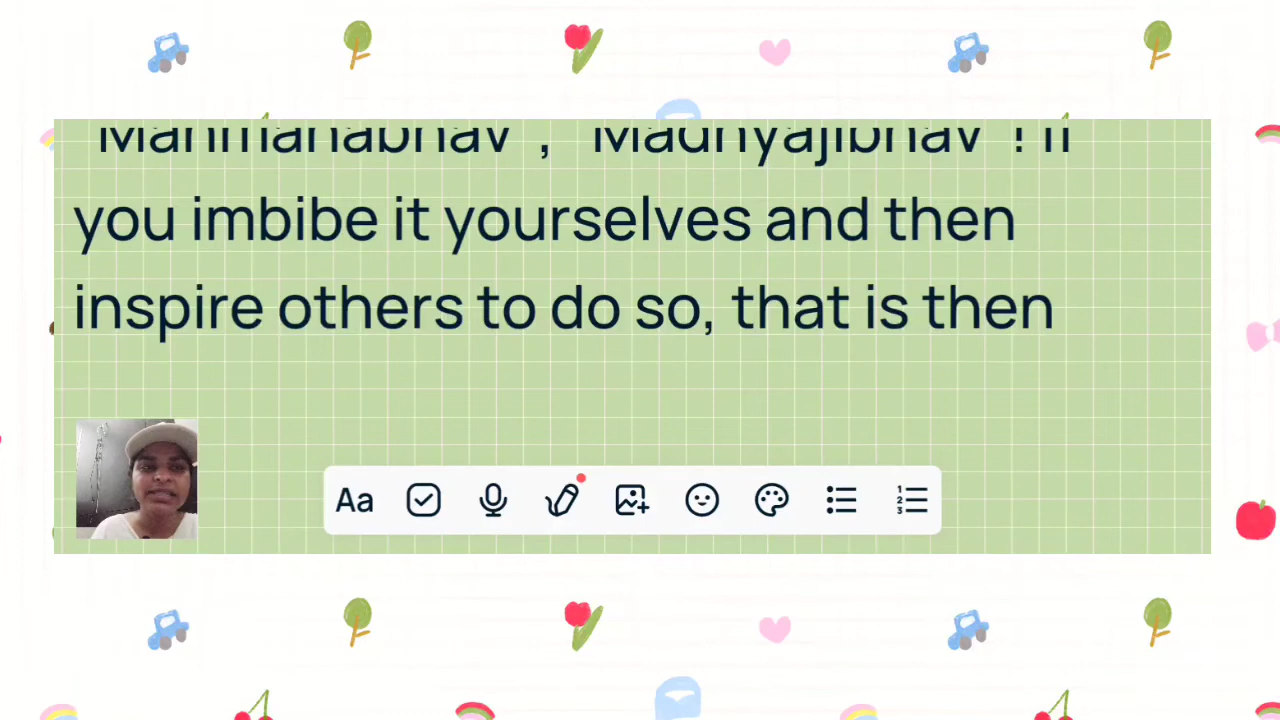 "Manmanabhav", "Madhyajibhav"! If
you imbibe it yourselves and then
inspire others to do so, that is then
Aa